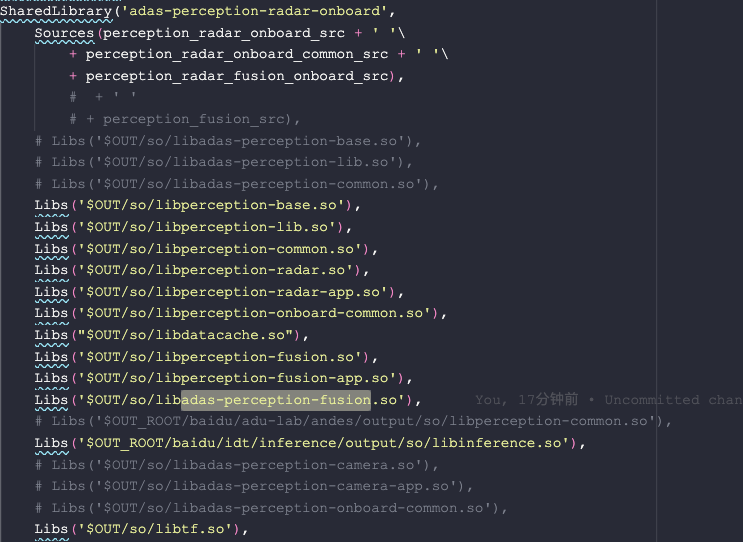 SharedLibrary('adas-perception-radar-onboard',
    Sources(perception_radar_onboard_src + ' '\
        + perception_radar_onboard_common_src + ' '\
        + perception_radar_fusion_onboard_src),
        #  + ' '
        # + perception_fusion_src),
    # Libs('$OUT/so/libadas-perception-base.so'),
    # Libs('$OUT/so/libadas-perception-lib.so'),
    # Libs('$OUT/so/libadas-perception-common.so'),
    Libs('$OUT/so/libperception-base.so'),
    Libs('$OUT/so/libperception-lib.so'),
    Libs('$OUT/so/libperception-common.so'),
    Libs('$OUT/so/libperception-radar.so'),
    Libs('$OUT/so/libperception-radar-app.so'),
    Libs('$OUT/so/libperception-onboard-common.so'),
    Libs("$OUT/so/libdatacache.so"),
    Libs('$OUT/so/libperception-fusion.so'),
    Libs('$OUT/so/libperception-fusion-app.so'),
    Libs('$OUT/so/libadas-perception-fusion.so'),      You, 17分钟前 • Uncommitted chan
    # Libs('$OUT_ROOT/baidu/adu-lab/andes/output/so/libperception-common.so'),
    Libs('$OUT_ROOT/baidu/idt/inference/output/so/libinference.so'),
    # Libs('$OUT/so/libadas-perception-camera.so'),
    # Libs('$OUT/so/libadas-perception-camera-app.so'),
    # Libs('$OUT/so/libadas-perception-onboard-common.so'),
    Libs('$OUT/so/libtf.so'),